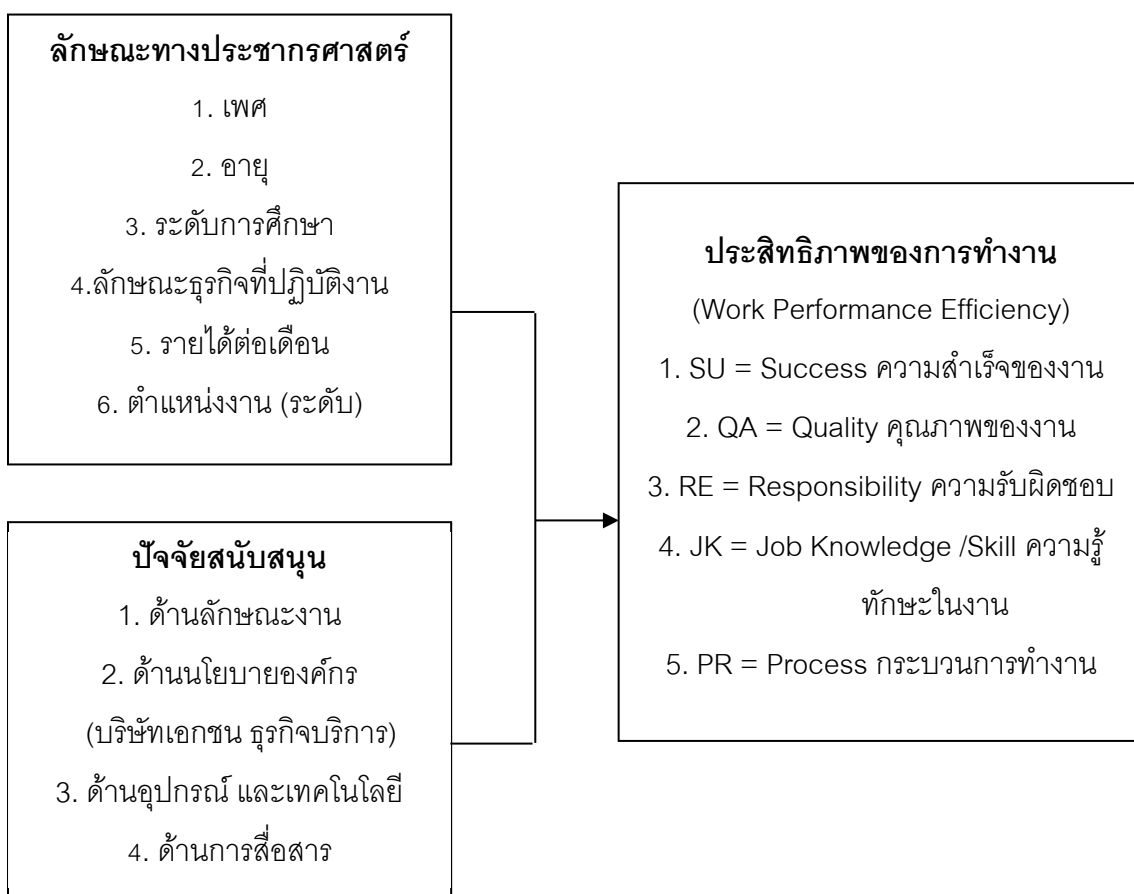 ลักษณะทางประชากรศาสตร์
1. เพศ
2. อายุ
3. ระดับการศึกษา
4.ลักษณะธุรกิจที่ปฏิบัติงาน
5. รายได้ต่อเดือน
6. ตำแหน่งงาน (ระดับ)
ปัจจัยสนับสนุน
1. ด้านลักษณะงาน
2. ด้านนโยบายองค์กร
(บริษัทเอกชน ธุรกิจบริการ)
3. ด้านอุปกรณ์ และเทคโนโลยี
4. ด้านการสื่อสาร
ประสิทธิภาพของการทำงาน
(Work Performance Efficiency)
1. SU = Success ความสำเร็จของงาน
2. QA = Quality คุณภาพของงาน
3. RE = Responsibility ความรับผิดชอบ
4. JK = Job Knowledge /Skill ความรู้
ทักษะในงาน
5. PR = Process กระบวนการทำงาน